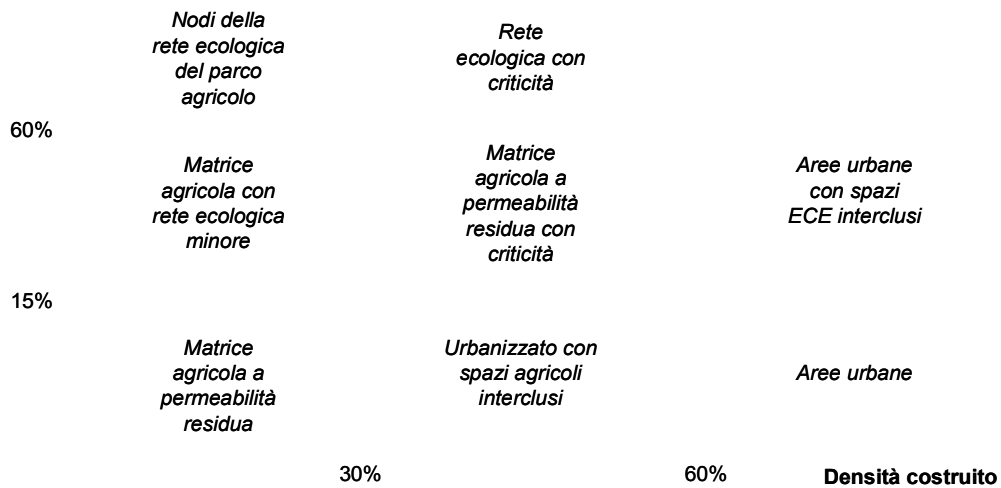 Nodi della
rete ecologica
del parco
agricolo
Rete
ecologica con
criticità
60%
Matrice
agricola con
rete ecologica
minore
Matrice
agricola a
permeabilità
residua con
criticità
Aree urbane
con spazi
ECE interclusi
15%
Matrice
agricola a
permeabilità
residua
Urbanizzato con
spazi agricoli
interclusi
Aree urbane
30%
60%
Densità costruito